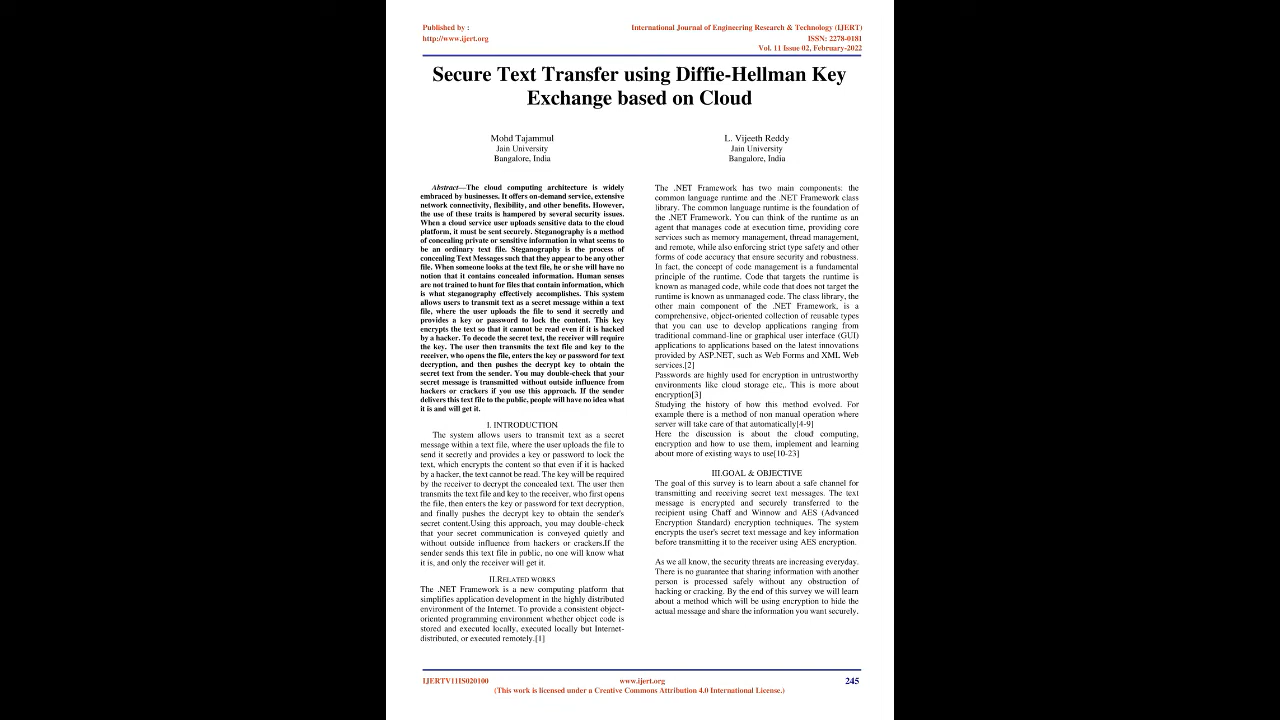 Published by :
http://www.ijert.org
International Journal of Engineering Research & Technology (IJERT)
ISSN: 2278-0181
Vol. 11 Issue 02, February-2022
Secure Text Transfer using Diffie-Hellman Key
Exchange based on Cloud
Mohd Tajammul
Jain University
Bangalore, India
L. Vijeeth Reddy
Jain University
Bangalore, India
Abstract—The cloud computing architecture is widely
embraced by businesses. It offers on-demand service, extensive
network connectivity, flexibility, and other benefits. However,
the use of these traits is hampered by several security issues.
When a cloud service user uploads sensitive data to the cloud
platform, it must be sent securely. Steganography is a method
of concealing private or sensitive information in what seems to
be an ordinary text file. Steganography is the process of
concealing Text Messages such that they appear to be any other
file. When someone looks at the text file, he or she will have no
notion that it contains concealed information. Human senses
are not trained to hunt for files that contain information, which
is what steganography effectively accomplishes. This system
allows users to transmit text as a secret message within a text
file, where the user uploads the file to send it secretly and
provides a key or password to lock the content. This key
encrypts the text so that it cannot be read even if it is hacked
by a hacker. To decode the secret text, the receiver will require
the key. The user then transmits the text file and key to the
receiver, who opens the file, enters the key or password for text
decryption, and then pushes the decrypt key to obtain the
secret text from the sender. You may double-check that your
secret message is transmitted without outside influence from
hackers or crackers if you use this approach. If the sender
delivers this text file to the public, people will have no idea what
it is and will get it.
I. INTRODUCTION
The system allows users to transmit text as a secret
message within a text file, where the user uploads the file to
send it secretly and provides a key or password to lock the
text, which encrypts the content so that even if it is hacked
by a hacker, the text cannot be read. The key will be required
by the receiver to decrypt the concealed text. The user then
transmits the text file and key to the receiver, who first opens
the file, then enters the key or password for text decryption,
and finally pushes the decrypt key to obtain the sender's
secret content.Using this approach, you may double-check
that your secret communication is conveyed quietly and
without outside influence from hackers or crackers.If the
sender sends this text file in public, no one will know what
it is, and only the receiver will get it.
II.RELATED WORKS
The .NET Framework is a new computing platform that
simplifies application development in the highly distributed
environment of the Internet. To provide a consistent object-
oriented programming environment whether object code is
stored and executed locally, executed locally but Internet-
distributed, or executed remotely.[1]
The .NET Framework has two main components: the
common language runtime and the .NET Framework class
library. The common language runtime is the foundation of
the .NET Framework. You can think of the runtime as an
agent that manages code at execution time, providing core
services such as memory management, thread management,
and remote, while also enforcing strict type safety and other
forms of code accuracy that ensure security and robustness.
In fact, the concept of code management is a fundamental
principle of the runtime. Code that targets the runtime is
known as managed code, while code that does not target the
runtime is known as unmanaged code. The class library, the
other main component of the .NET Framework, is a
comprehensive, object-oriented collection of reusable types
that you can use to develop applications ranging from
traditional command-line or graphical user interface (GUI)
applications to applications based on the latest innovations
provided by ASP.NET, such as Web Forms and XML Web
services.[2]
Passwords are highly used for encryption in untrustworthy
environments like cloud storage etc,. This is more about
encryption[3]
Studying the history of how this method evolved. For
example there is a method of non manual operation where
server will take care of that automatically[4-9]
Here the discussion is about the cloud computing,
encryption and how to use them, implement and learning
about more of existing ways to use[10-23]
III.GOAL & OBJECTIVE
The goal of this survey is to learn about a safe channel for
transmitting and receiving secret text messages. The text
message is encrypted and securely transferred to the
recipient using Chaff and Winnow and AES (Advanced
Encryption Standard) encryption techniques. The system
encrypts the user's secret text message and key information
before transmitting it to the receiver using AES encryption.
As we all know, the security threats are increasing everyday.
There is no guarantee that sharing information with another
person is processed safely without any obstruction of
hacking or cracking. By the end of this survey we will learn
about a method which will be using encryption to hide the
actual message and share the information you want securely.
IJERTV11IS020100
www.ijert.org
245
(This work is licensed under a Creative Commons Attribution 4.0 International License.)